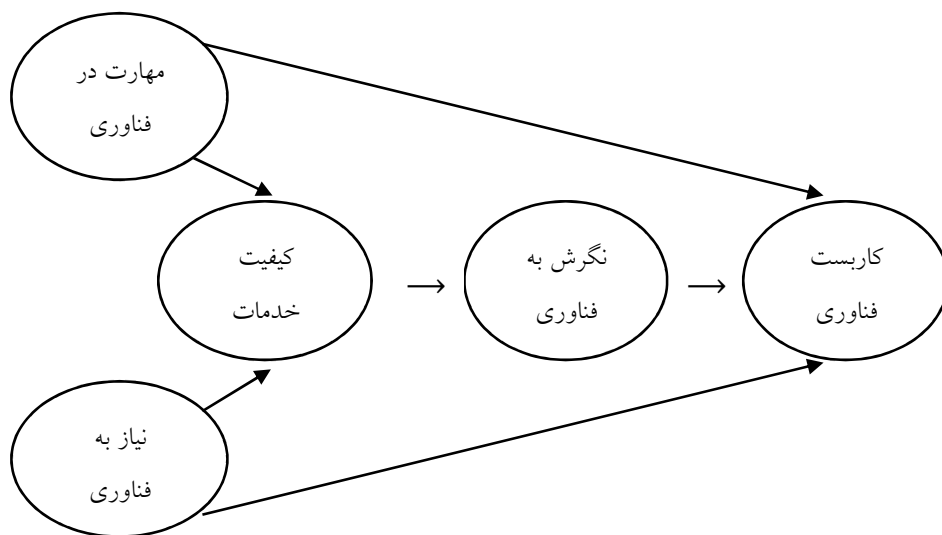 مهارت در
فناوری
کیفیت
خدمات
نگرش به
فناوری
کاربست
فناوری
نیاز به
فناوری